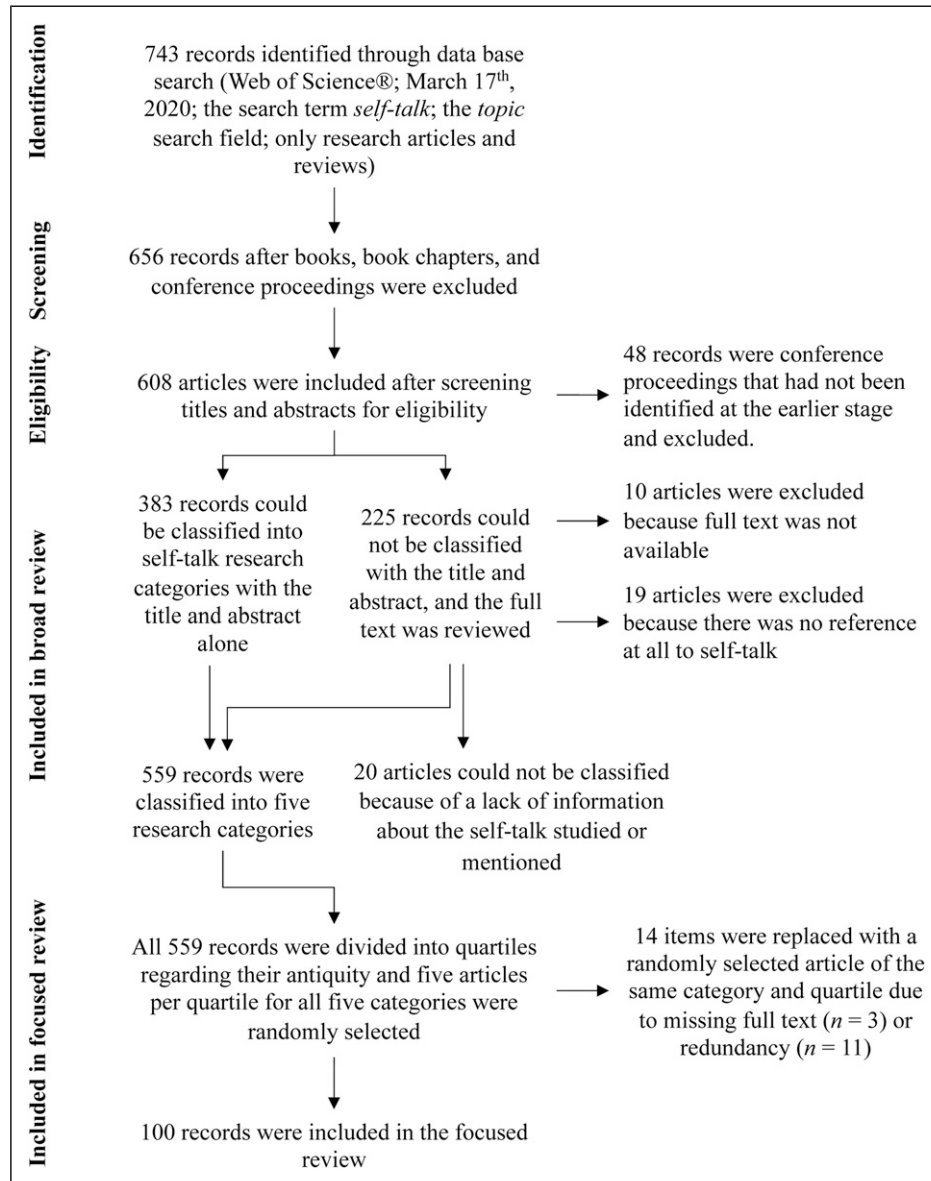 Identification
743 records identified through data base
search (Web of Science®; March 17th,
2020; the search term self-talk; the topic
search field; only research articles and
reviews)
Screening
656 records after books, book chapters, and
conference proceedings were excluded
Eligibility
608 articles were included after screening
titles and abstracts for eligibility
48 records were conference
proceedings that had not been
identified at the earlier stage
and excluded.
Included in broad review
383 records could
be classified into
self-talk research
categories with the
title and abstract
alone
225 records could
not be classified
with the title and
abstract, and the full
text was reviewed
10 articles were excluded
because full text was not
available
19 articles were excluded
because there was no reference
at all to self-talk
559 records were
classified into five
research categories
20 articles could not be classified
because of a lack of information
about the self-talk studied or
mentioned
Included in focused review
All 559 records were divided into quartiles
regarding their antiquity and five articles
per quartile for all five categories were
randomly selected
14 items were replaced with a
randomly selected article of the
same category and quartile due
to missing full text (n = 3) or
redundancy (n = 11)
100 records were included in the focused
review